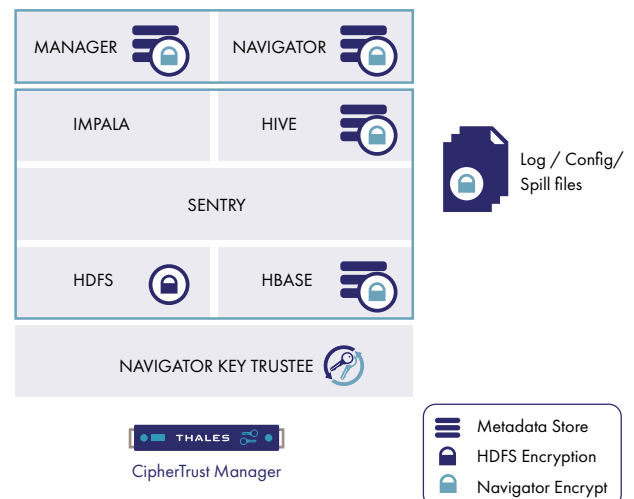 MANAGER
NAVIGATOR
IMPALA
HIVE
Log / Config/
Spill files
SENTRY
HDFS
HBASE
NAVIGATOR KEY TRUSTEE
THALES
CipherTrust Manager
Metadata Store
HDFS Encryption
Navigator Encrypt